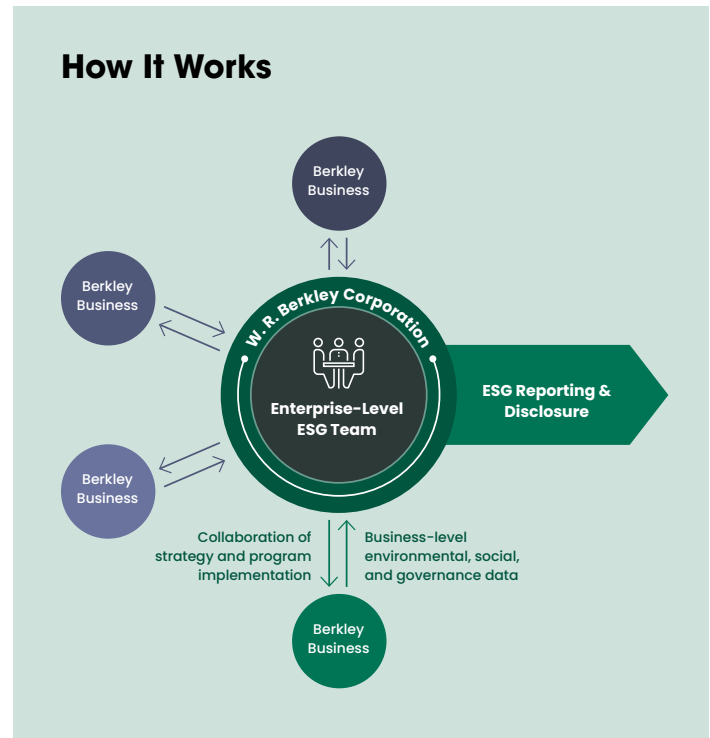 How It Works
Berkley
Business
Berkley
Business
W. R. Berkley Corporation
Enterprise-Level
ESG Team
ESG Reporting &
Disclosure
Berkley
Business
Collaboration of
strategy and program
implementation
Business-level
environmental, social,
and governance data
Berkley
Business